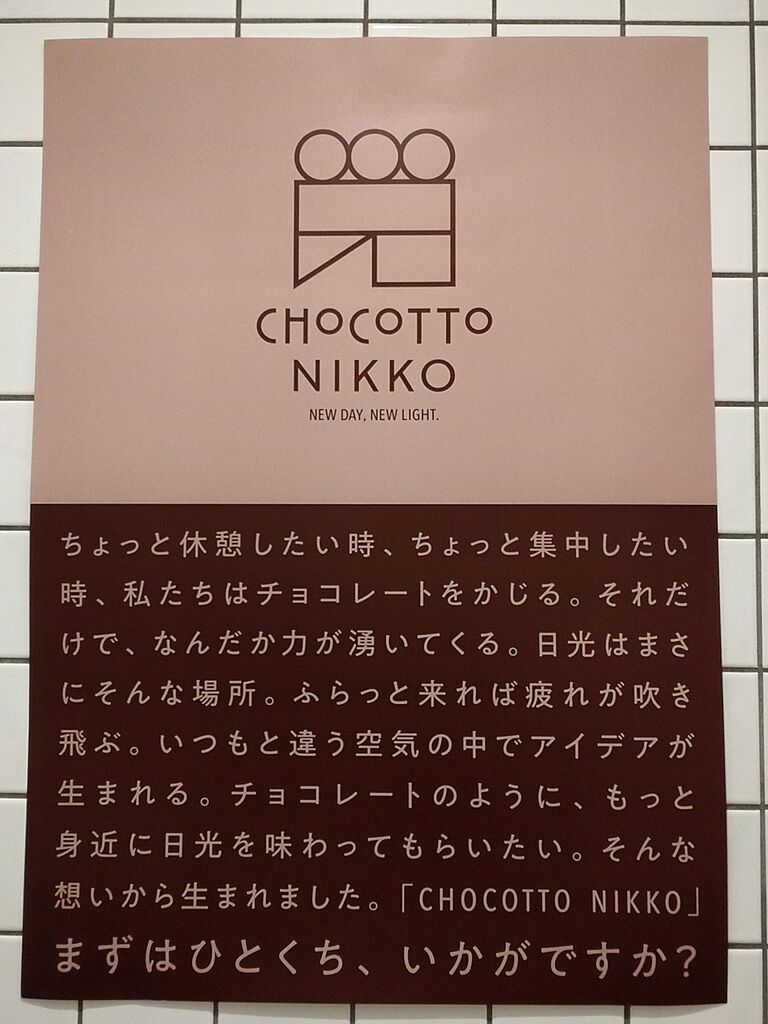 CHOCOTTO
NIKKO
NEW DAY, NEW LIGHT.
ちょっと休憩したい時、ちょっと集中したい
時、私たちはチョコレートをかじる。それだ
けで、なんだか力が湧いてくる。日光はまさ
にそんな場所。ふらっと来れば疲れが吹き
飛ぶ。いつもと違う空気の中でアイデアが
生まれる。チョコレートのように、もっと
身近に日光を味わってもらいたい。そんな
想いから生まれました。「CHOCOTTO NIKKO」
まずはひとくち、いかがですか?